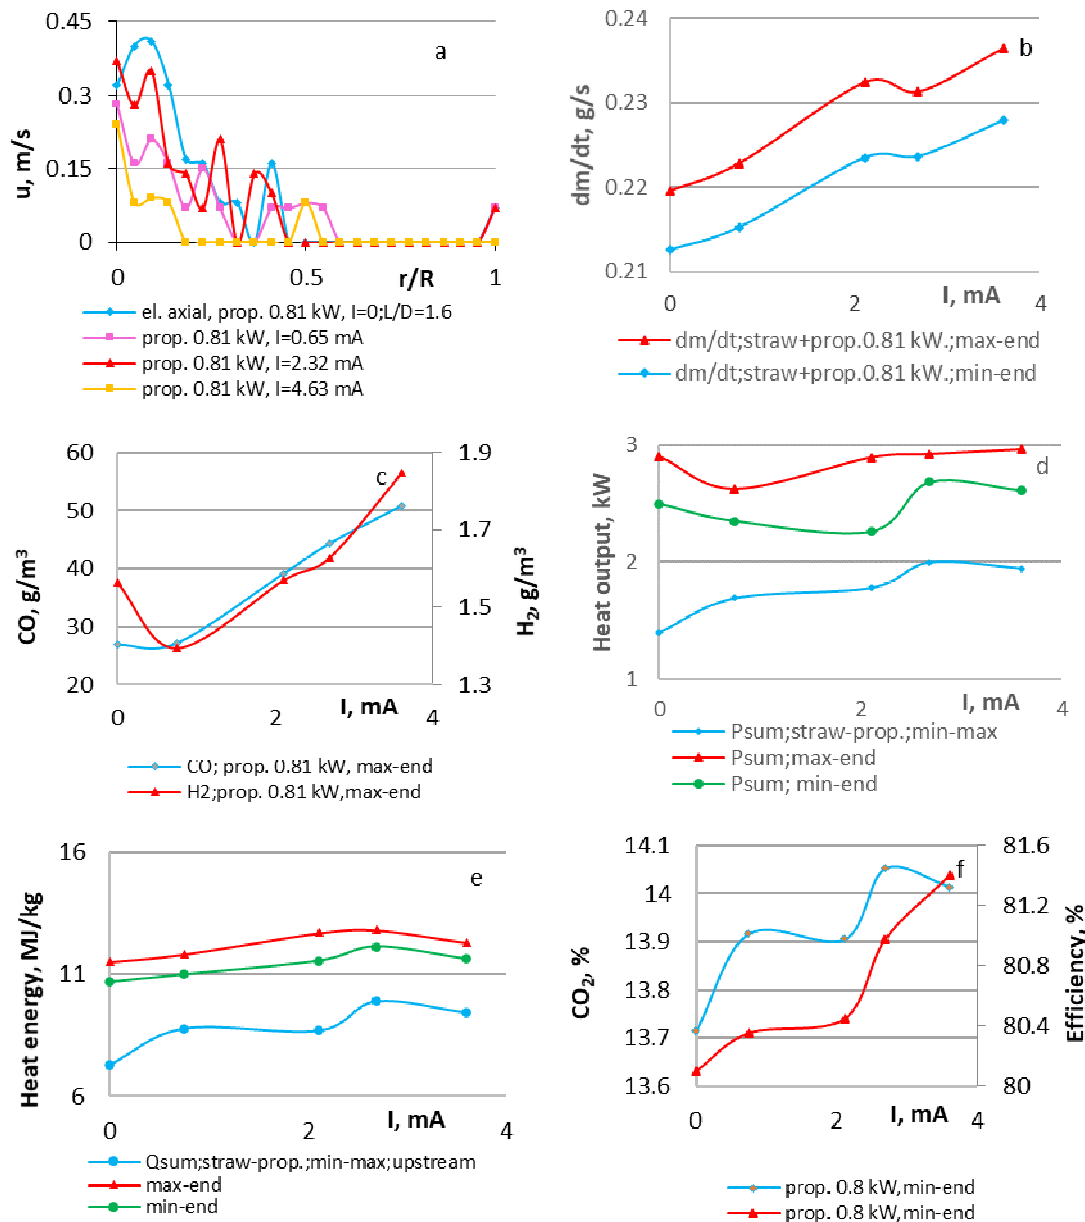 0.45
0.3
0.15
0
u, m/s
a
0
0.5
1
r/R
el. axial, prop. 0.81 kW, I=0;L/D=1.6
prop. 0.81 kW, I=0.65 mA
prop. 0.81 kW, I=2.32 mA
prop. 0.81 kW, I=4.63 mA
0.24
0.23
0.22
0.21
dm/dt, g/s
b
0
2
4
I, mA
dm/dt;straw+prop.0.81 kW.;max-end
dm/dt;straw+prop.0.81 kW.;min-end
60
50
40
30
20
CO, g/m³
c
1.9
1.7
1.5
1.3
H₂, g/m³
0
2
4
I, mA
CO; prop. 0.81 kW, max-end
H2;prop. 0.81 kW,max-end
3
2
1
Heat output, kW
d
0
2
4
I, mA
Psum;straw-prop.;min-max
Psum;max-end
Psum; min-end
16
11
6
Heat energy, MJ/kg
e
0
2
4
I, mA
Qsum;straw-prop.;min-max;upstream
max-end
min-end
14.1
14
13.9
13.8
13.7
13.6
CO₂, %
f
81.6
81.2
80.8
80.4
80
Efficiency, %
0
2
4
I, mA
prop. 0.8 kW,min-end
prop. 0.8 kW,min-end